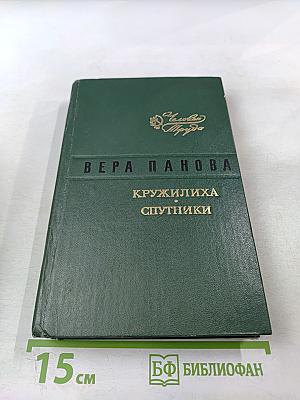 Человек
Труда
ВЕРА ПАНОВА
КРУЖИЛИХА
СПУТНИКИ
15 см
БФ БИБЛИОФАН